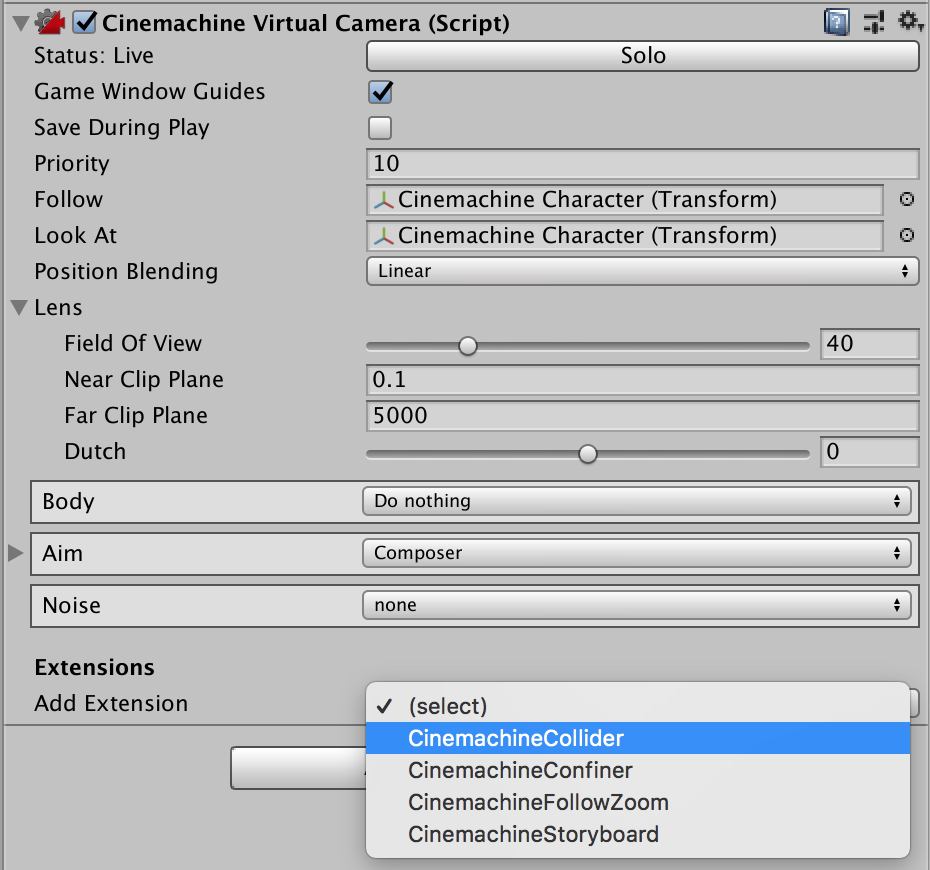 Cinemachine Virtual Camera (Script)
Status: Live Solo
Game Window Guides
Save During Play
Priority 10
Follow Cinemachine Character (Transform)
Look At Cinemachine Character (Transform)
Position Blending Linear
Lens
Field Of View 40
Near Clip Plane 0.1
Far Clip Plane 5000
Dutch 0
Body Do nothing
Aim Composer
Noise none
Extensions
Add Extension
(select)
CinemachineCollider
CinemachineConfiner
CinemachineFollowZoom
CinemachineStoryboard